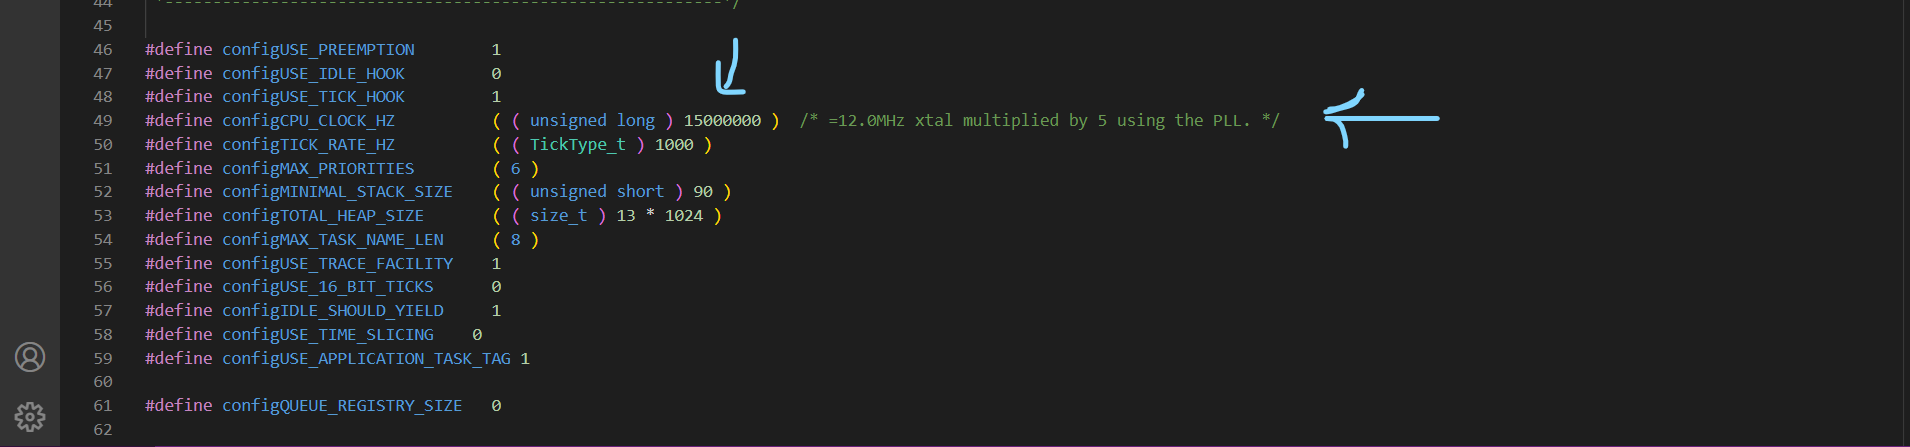 44 *-----------------------------------------------------------*/
45
46 #define configUSE_PREEMPTION 1
47 #define configUSE_IDLE_HOOK 0
48 #define configUSE_TICK_HOOK 1
49 #define configCPU_CLOCK_HZ ( ( unsigned long ) 15000000 ) /* =12.0MHz xtal multiplied by 5 using the PLL. */
50 #define configTICK_RATE_HZ ( ( TickType_t ) 1000 )
51 #define configMAX_PRIORITIES ( 6 )
52 #define configMINIMAL_STACK_SIZE ( ( unsigned short ) 90 )
53 #define configTOTAL_HEAP_SIZE ( ( size_t ) 13 * 1024 )
54 #define configMAX_TASK_NAME_LEN ( 8 )
55 #define configUSE_TRACE_FACILITY 1
56 #define configUSE_16_BIT_TICKS 0
57 #define configIDLE_SHOULD_YIELD 1
58 #define configUSE_TIME_SLICING 0
59 #define configUSE_APPLICATION_TASK_TAG 1
60
61 #define configQUEUE_REGISTRY_SIZE 0
62